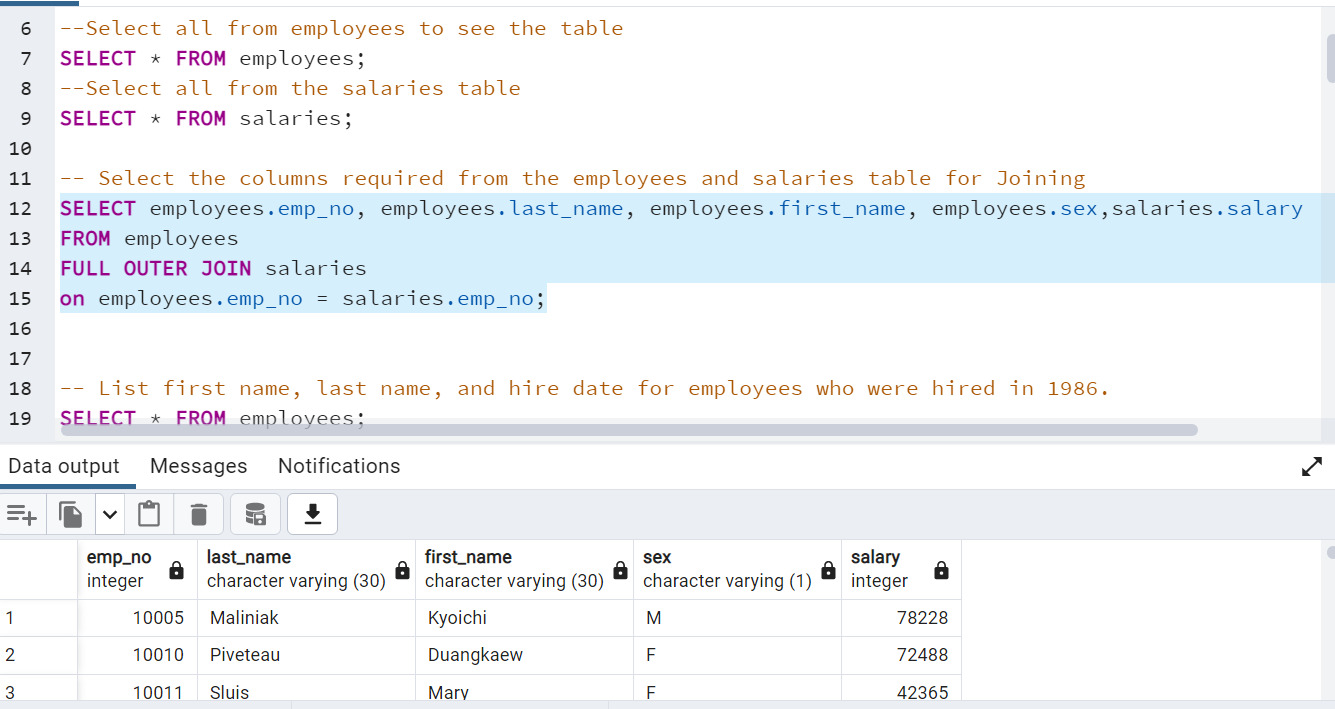 6 --Select all from employees to see the table
7 SELECT * FROM employees;
8 --Select all from the salaries table
9 SELECT * FROM salaries;
10
11 -- Select the columns required from the employees and salaries table for Joining
12 SELECT employees.emp_no, employees.last_name, employees.first_name, employees.sex,salaries.salary
13 FROM employees
14 FULL OUTER JOIN salaries
15 on employees.emp_no = salaries.emp_no;
16
17
18 -- List first name, last name, and hire date for employees who were hired in 1986.
19 SELECT * FROM employees;
Data output Messages Notifications
emp_no last_name first_name sex salary
integer character varying (30) character varying (30) character varying (1) integer
1 10005 Maliniak Kyoichi M 78228
2 10010 Piveteau Duangkaew F 72488
3 10011 Sluis Mary F 42365